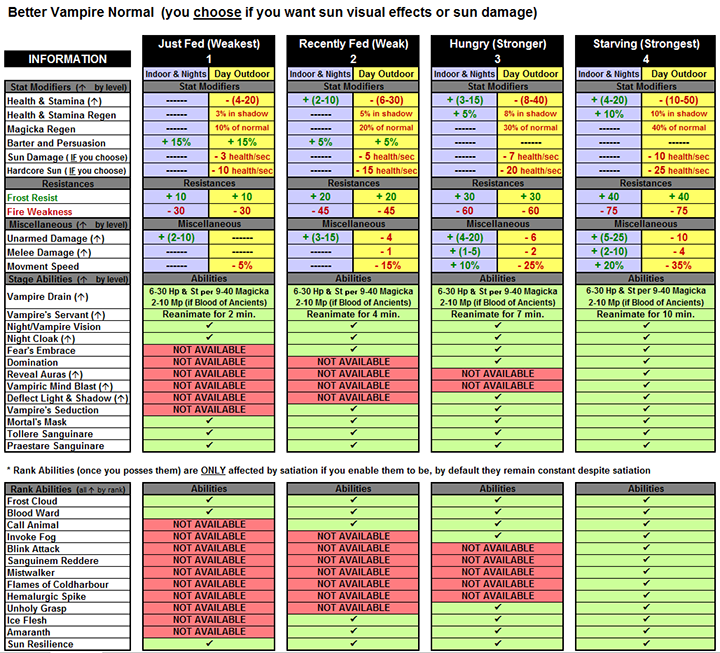 Better Vampire Normal (you choose if you want sun visual effects or sun damage)
INFORMATION
Just Fed (Weakest) Recently Fed (Weak) Hungry (Stronger) Starving (Strongest)
1 2 3 4
Indoor & Nights Day Outdoor Indoor & Nights Day Outdoor Indoor & Nights Day Outdoor Indoor & Nights Day Outdoor
Stat Modifiers (↑ by level) Stat Modifiers Stat Modifiers Stat Modifiers Stat Modifiers
Health & Stamina (↑) ------ - (4-20) + (2-10) - (6-30) + (3-15) - (8-40) + (4-20) - (10-50)
Health & Stamina Regen ------ 3% in shadow ------ 5% in shadow + 5% 8% in shadow + 10% 10% in shadow
Magicka Regen ------ 10% of normal ------ 20% of normal ------ 30% of normal ------ 40% of normal
Barter and Persuation + 15% + 15% + 5% + 5% ------ ------ ------ ------
Sun Damage ( IF you choose) ------ - 3 health/sec ------ - 5 health/sec ------ - 7 health/sec ------ - 10 health/sec
Hardcore Sun ( IF you choose) ------ - 10 health/sec ------ - 15 health/sec ------ - 20 health/sec ------ - 25 health/sec
Resistances Resistances Resistances Resistances Resistances
Frost Resist + 10 + 10 + 20 + 20 + 30 + 30 + 40 + 40
Fire Weakness - 30 - 30 - 45 - 45 - 60 - 60 - 75 - 75
Miscellaneous (↑ by level) Miscellaneous Miscellaneous Miscellaneous Miscellaneous
Unarmed Damage (↑) + (2-10) ------ + (3-15) - 4 + (4-20) - 6 + (5-25) - 10
Melee Damage (↑) ------ ------ ------ - 1 + (1-5) - 2 + (2-10) - 4
Movment Speed ------ - 5% ------ - 15% + 10% - 25% + 20% - 35%
Stage Abilities (↑ by level) Abilities Abilities Abilities Abilities
Vampire Drain (↑) 6-30 Hp & St per 9-40 Magicka 6-30 Hp & St per 9-40 Magicka 6-30 Hp & St per 9-40 Magicka 6-30 Hp & St per 9-40 Magicka
2-10 Mp (if Blood of Ancients) 2-10 Mp (if Blood of Ancients) 2-10 Mp (if Blood of Ancients) 2-10 Mp (if Blood of Ancients)
Vampire's Servant (↑) Reanimate for 2 min. Reanimate for 4 min. Reanimate for 7 min. Reanimate for 10 min.
Night/Vampire Vision ✔ ✔ ✔ ✔
Night Cloak (↑) ✔ ✔ ✔ ✔
Fear's Embrace NOT AVAILABLE ✔ ✔ ✔
Domination NOT AVAILABLE NOT AVAILABLE ✔ ✔
Reveal Auras (↑) NOT AVAILABLE NOT AVAILABLE NOT AVAILABLE ✔
Vampiric Mind Blast (↑) NOT AVAILABLE NOT AVAILABLE NOT AVAILABLE ✔
Deflect Light & Shadow (↑) NOT AVAILABLE NOT AVAILABLE ✔ ✔
Vampire's Seduction NOT AVAILABLE ✔ ✔ ✔
Mortal's Mask ✔ ✔ ✔ ✔
Tollere Sanguinare ✔ ✔ ✔ ✔
Praestare Sanguinare ✔ ✔ ✔ ✔
* Rank Abilities (once you posses them) are ONLY affected by satiation if you enable them to be, by default they remain constant despite satiation
Rank Abilities (all ↑ by rank) Abilities Abilities Abilities Abilities
Frost Cloud ✔ ✔ ✔ ✔
Blood Ward ✔ ✔ ✔ ✔
Call Animal NOT AVAILABLE ✔ ✔ ✔
Invoke Fog NOT AVAILABLE NOT AVAILABLE ✔ ✔
Blink Attack NOT AVAILABLE NOT AVAILABLE NOT AVAILABLE ✔
Sanguinem Reddere NOT AVAILABLE NOT AVAILABLE NOT AVAILABLE ✔
Mistwalker NOT AVAILABLE NOT AVAILABLE NOT AVAILABLE ✔
Flames of Coldharbour NOT AVAILABLE NOT AVAILABLE NOT AVAILABLE ✔
Hemalurgic Spike NOT AVAILABLE NOT AVAILABLE NOT AVAILABLE ✔
Unholy Grasp NOT AVAILABLE NOT AVAILABLE ✔ ✔
Ice Flesh NOT AVAILABLE ✔ ✔ ✔
Amaranth NOT AVAILABLE ✔ ✔ ✔
Sun Resilience ✔ ✔ ✔ ✔